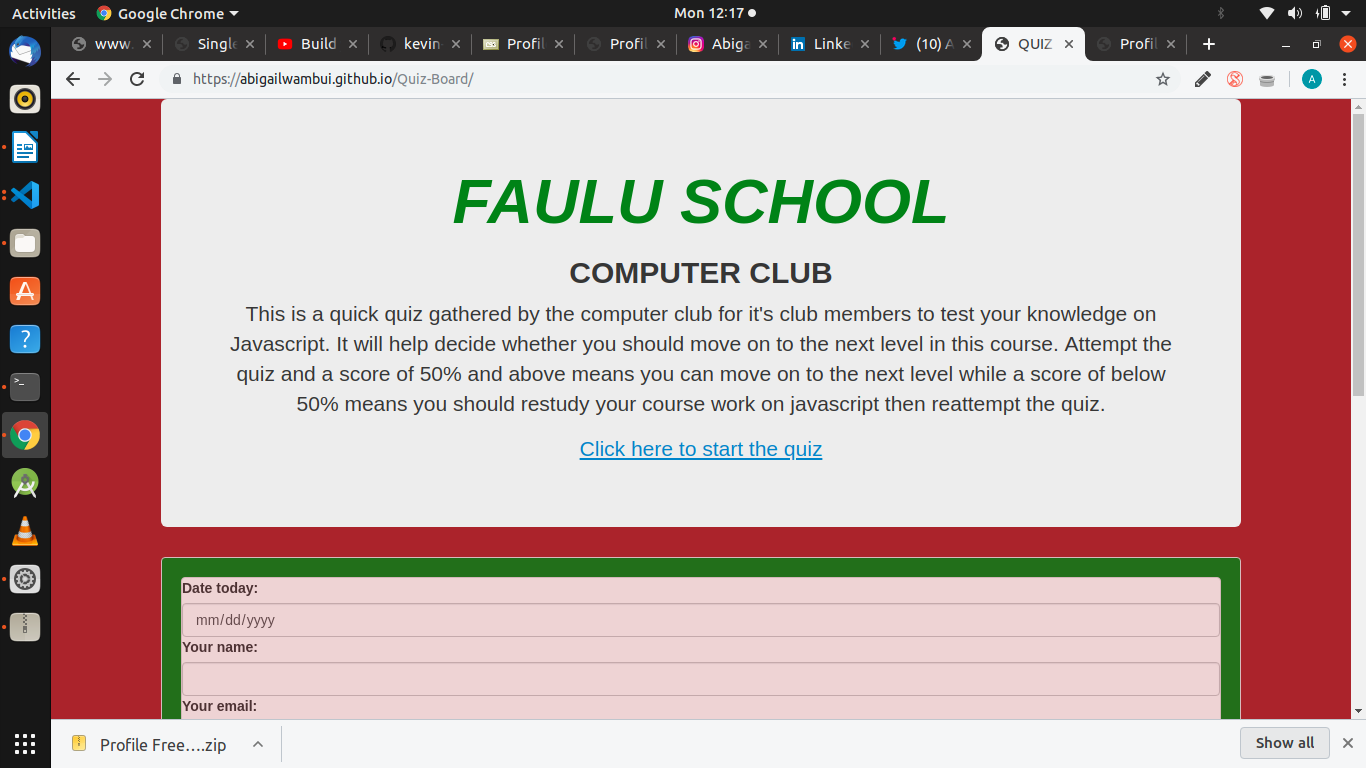 Activities
Google Chrome
Mon 12:17
www.
Single
Build
kevin-
Profil
Profil
Abiga
Linke
(10) A
QUIZ
Profil
https://abigailwambui.github.io/Quiz-Board/
A
FAULU SCHOOL
COMPUTER CLUB
This is a quick quiz gathered by the computer club for it's club members to test your knowledge on
Javascript. It will help decide whether you should move on to the next level in this course. Attempt the
quiz and a score of 50% and above means you can move on to the next level while a score of below
50% means you should restudy your course work on javascript then reattempt the quiz.
Click here to start the quiz
Date today:
mm/dd/yyyy
Your name:
Your email:
Profile Free….zip
Show all